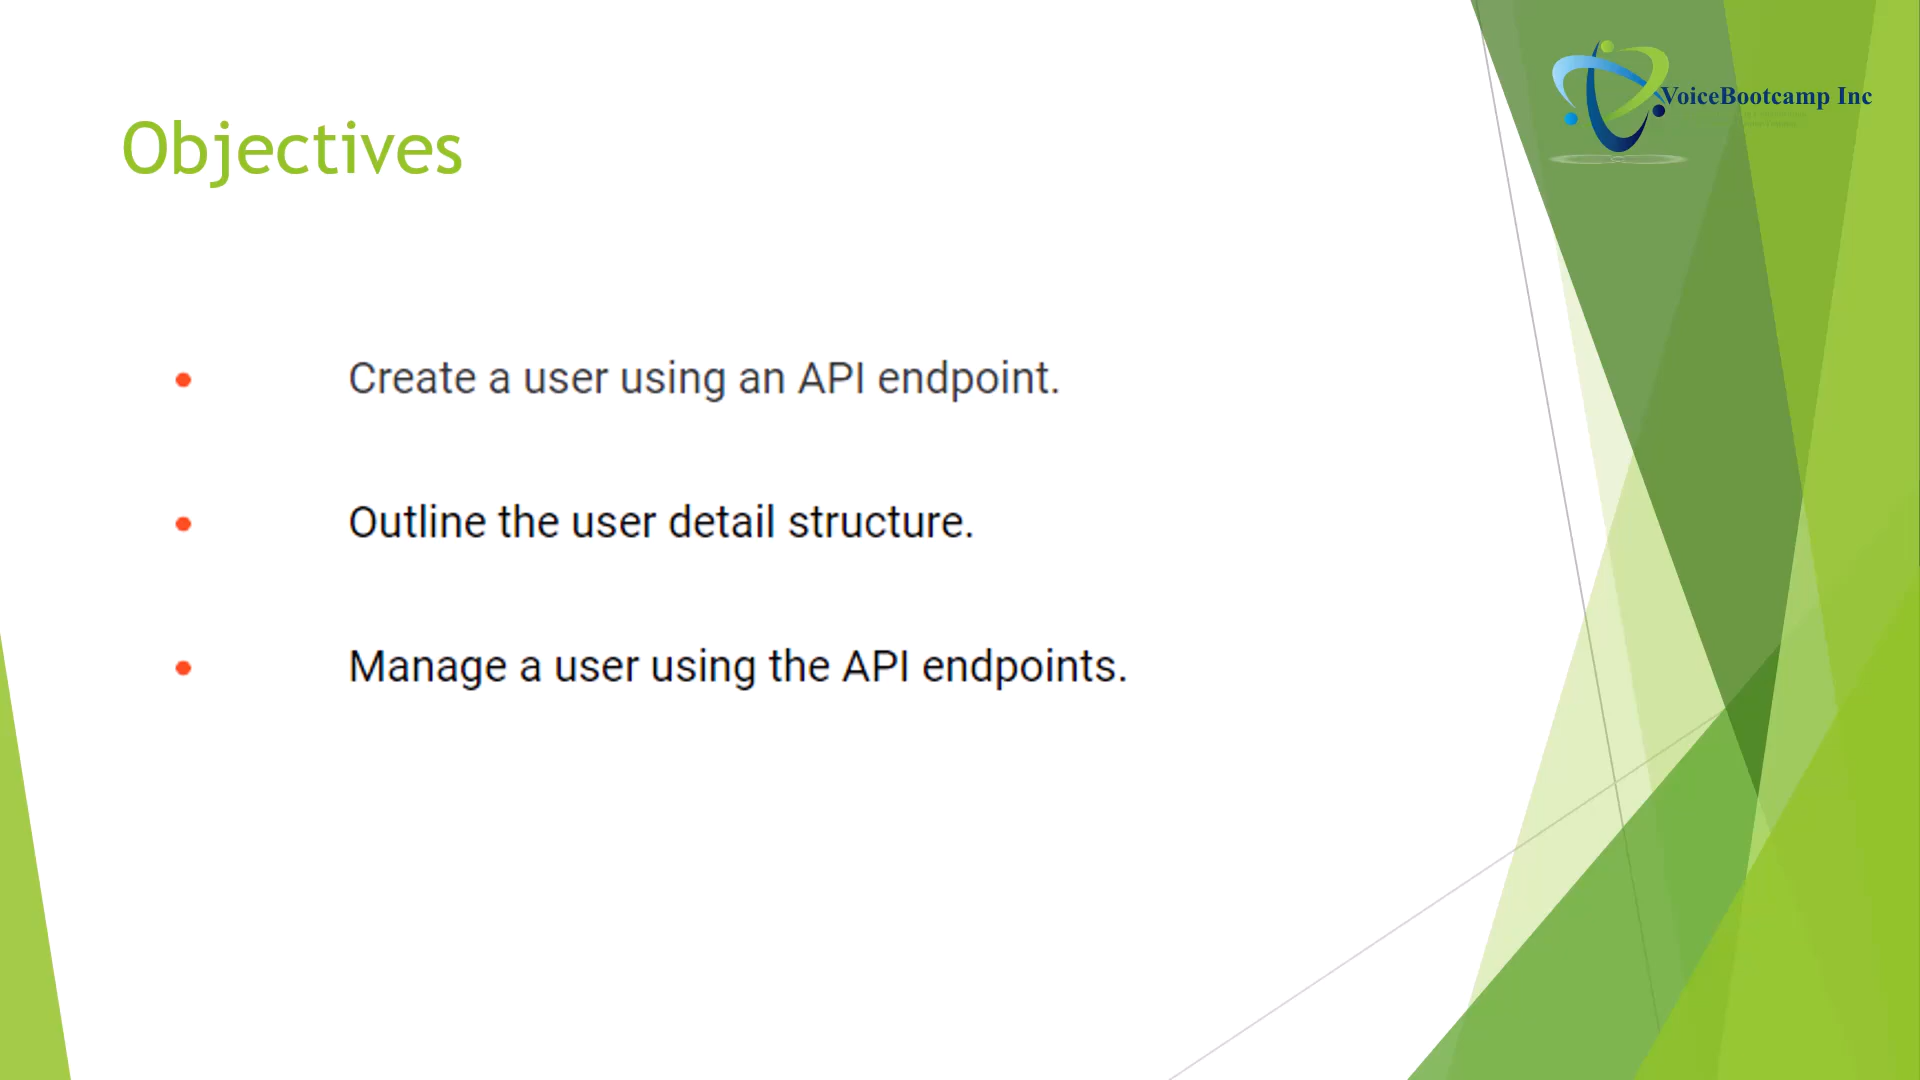 VoiceBootcamp Inc
Objectives
Create a user using an API endpoint.
Outline the user detail structure.
Manage a user using the API endpoints.